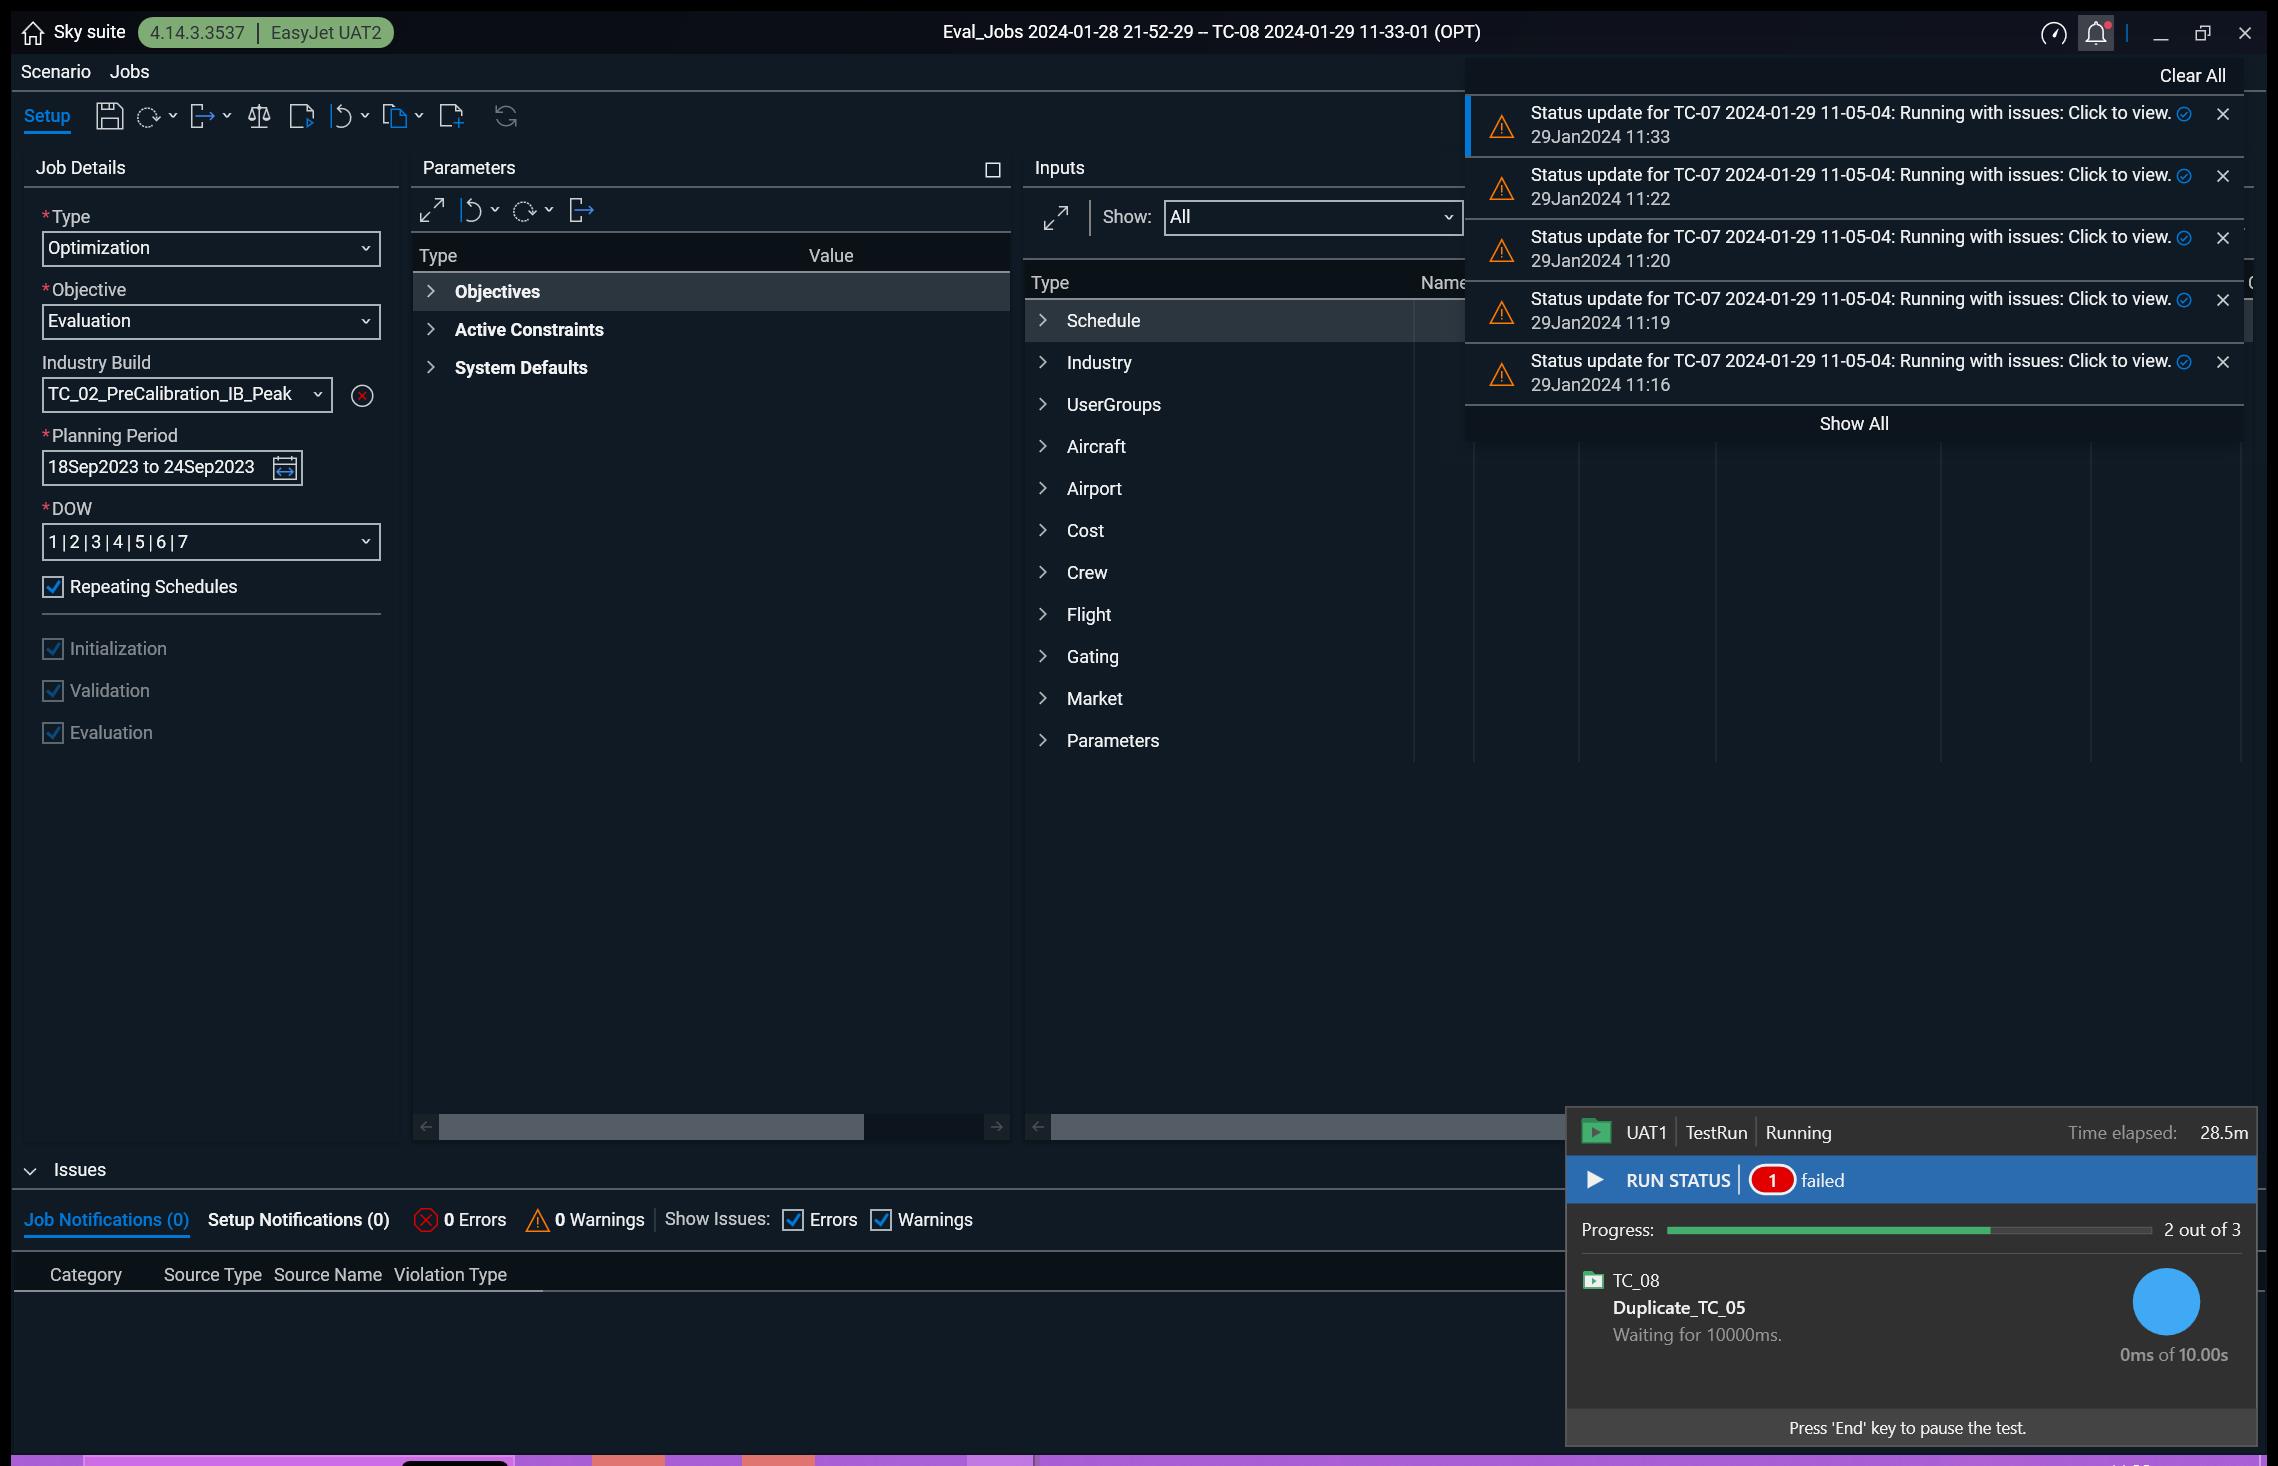 Sky suite 4.14.3.3537 | EasyJet UAT2
Eval_Jobs 2024-01-28 21-52-29 -- TC-08 2024-01-29 11-33-01 (OPT)
Scenario Jobs
Clear All
Setup
Status update for TC-07 2024-01-29 11-05-04: Running with issues: Click to view.
29Jan2024 11:33
Status update for TC-07 2024-01-29 11-05-04: Running with issues: Click to view.
29Jan2024 11:22
Status update for TC-07 2024-01-29 11-05-04: Running with issues: Click to view.
29Jan2024 11:20
Status update for TC-07 2024-01-29 11-05-04: Running with issues: Click to view.
29Jan2024 11:19
Status update for TC-07 2024-01-29 11-05-04: Running with issues: Click to view.
29Jan2024 11:16
Show All
Job Details
*Type
Optimization
*Objective
Evaluation
Industry Build
TC_02_PreCalibration_IB_Peak
*Planning Period
18Sep2023 to 24Sep2023
*DOW
1|2|3|4|5|6|7
Repeating Schedules
Initialization
Validation
Evaluation
Parameters
Type Value
Objectives
Active Constraints
System Defaults
Inputs
Show: All
Type Name
Schedule
Industry
UserGroups
Aircraft
Airport
Cost
Crew
Flight
Gating
Market
Parameters
Issues
Job Notifications (0) Setup Notifications (0) 0 Errors 0 Warnings Show Issues: Errors Warnings
Category Source Type Source Name Violation Type
UAT1 TestRun Running Time elapsed: 28.5m
RUN STATUS 1 failed
Progress: 2 out of 3
TC_08
Duplicate_TC_05
Waiting for 10000ms.
0ms of 10.00s
Press 'End' key to pause the test.